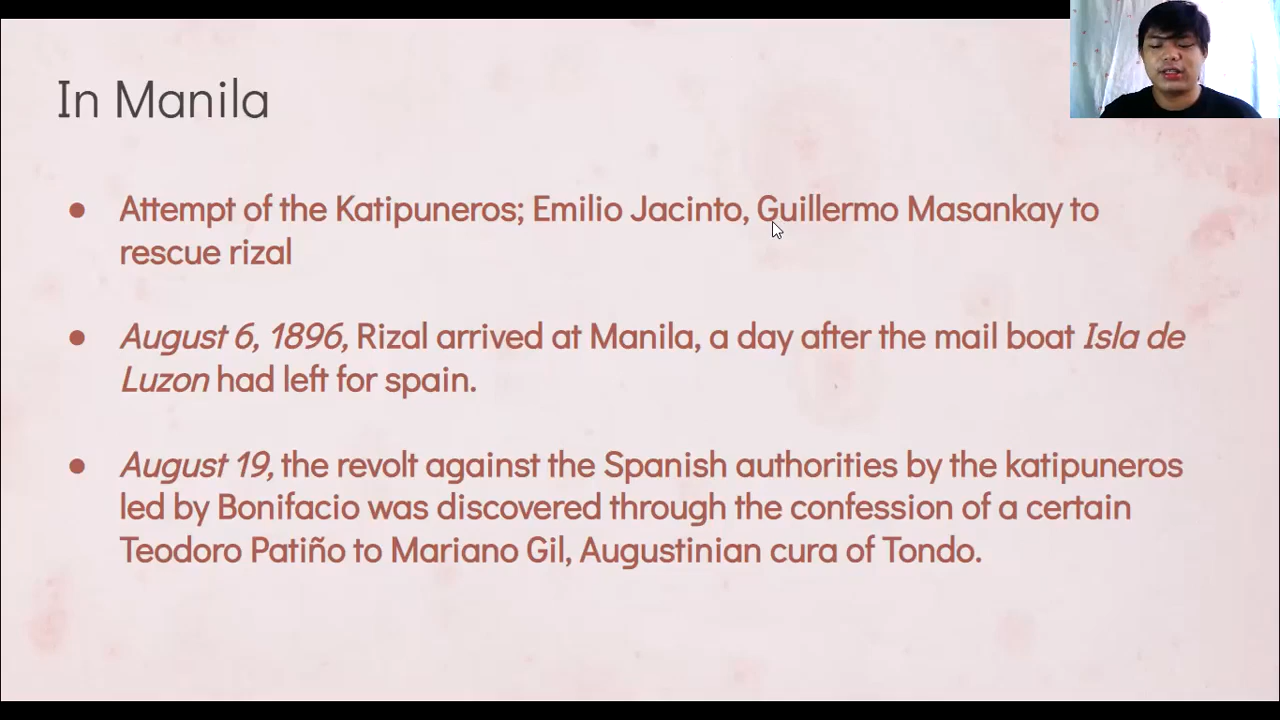 In Manila
● Attempt of the Katipuneros; Emilio Jacinto, Guillermo Masankay to
rescue rizal
● August 6, 1896, Rizal arrived at Manila, a day after the mail boat Isla de
Luzon had left for spain.
● August 19, the revolt against the Spanish authorities by the katipuneros
led by Bonifacio was discovered through the confession of a certain
Teodoro Patiño to Mariano Gil, Augustinian cura of Tondo.